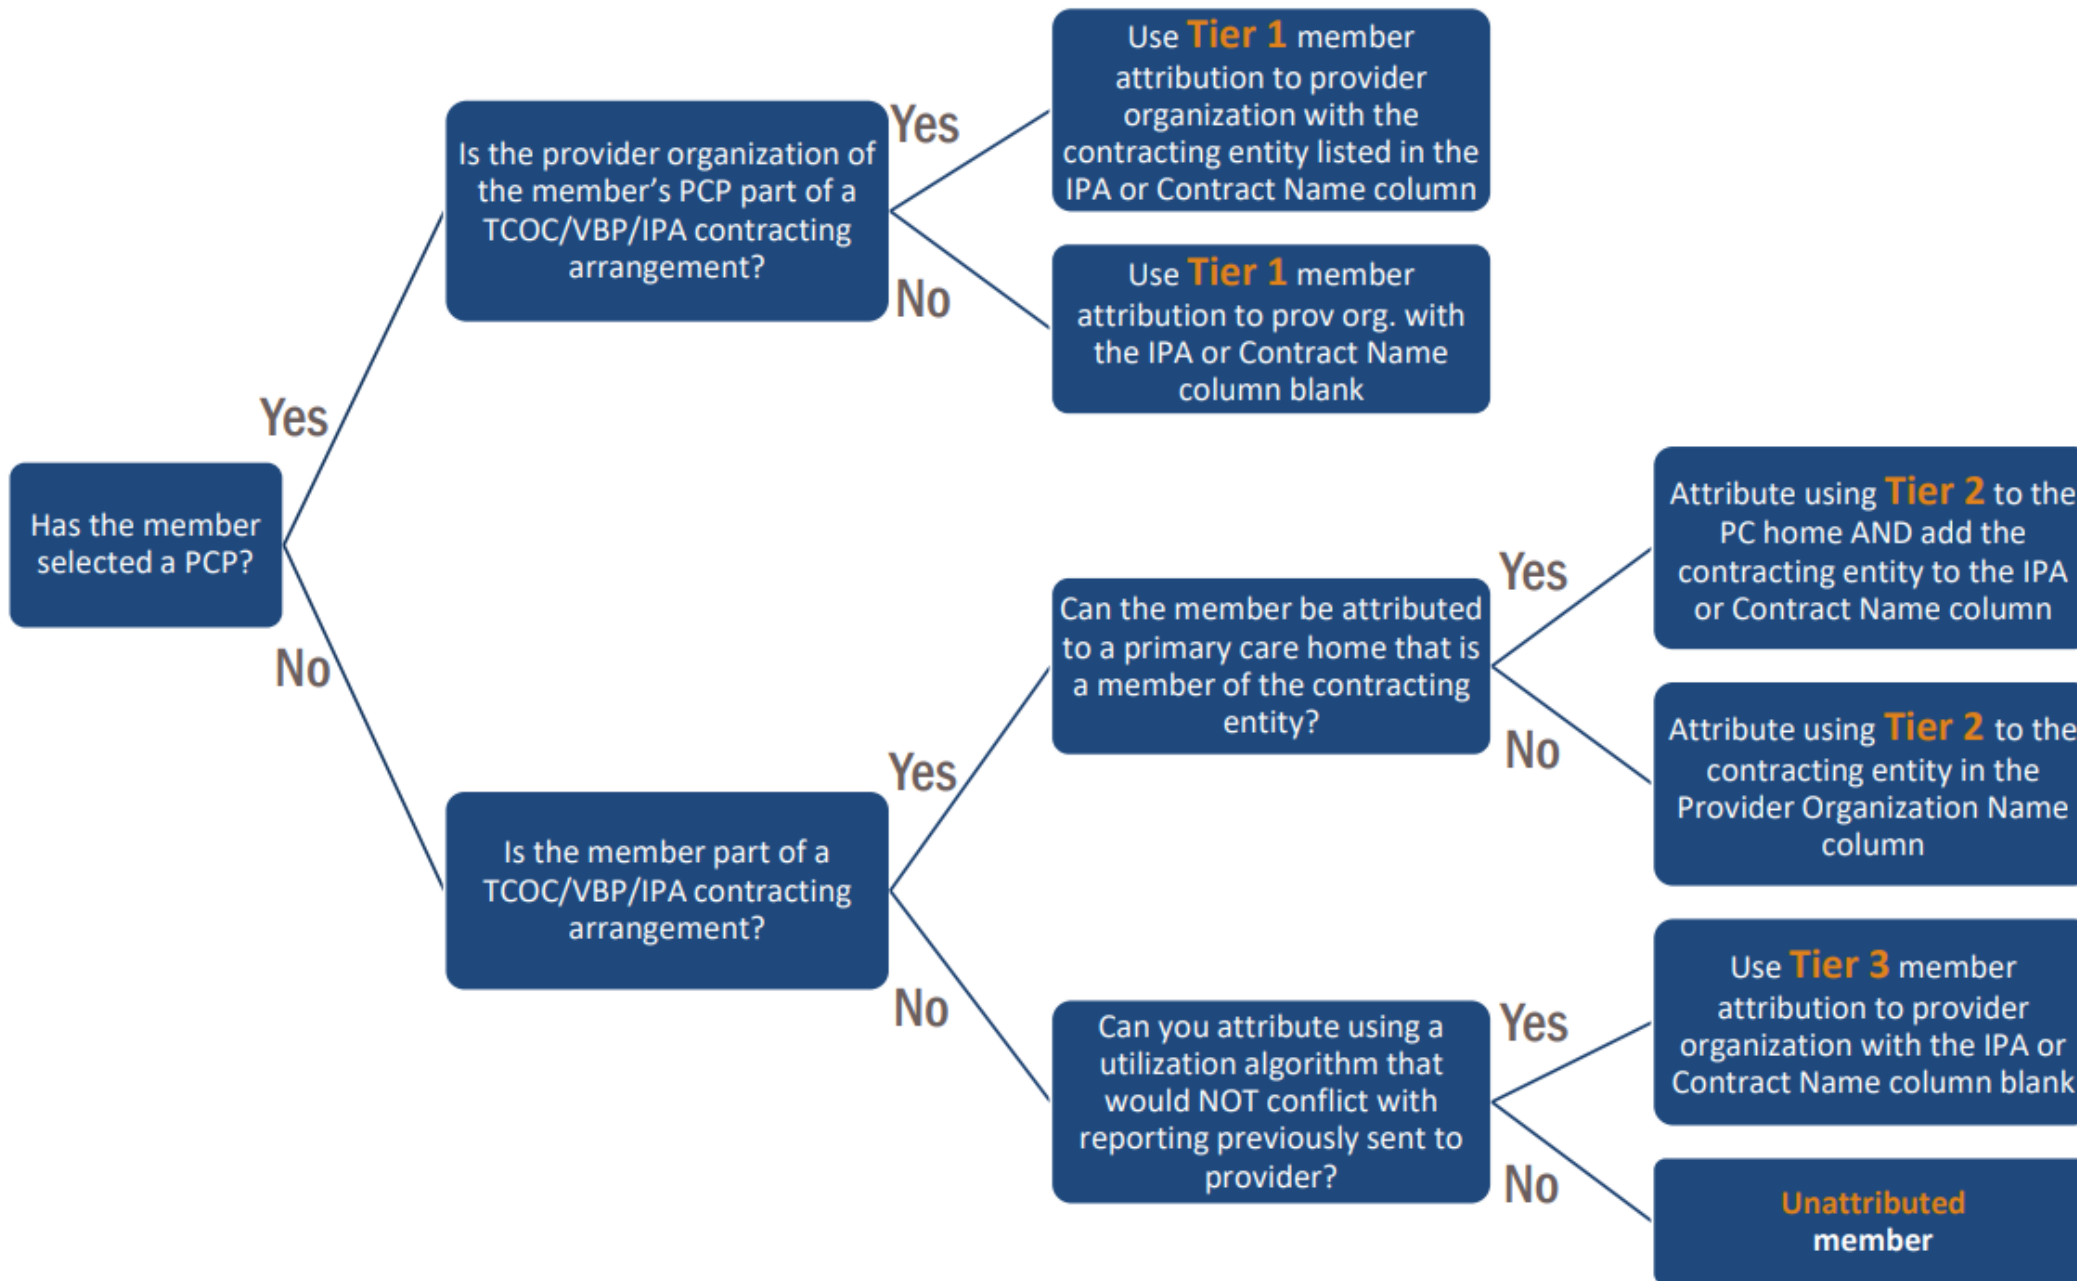 Has the member
selected a PCP?
Yes
No
Is the provider organization of
the member’s PCP part of a
TCOC/VBP/IPA contracting
arrangement?
Yes
No
Use Tier 1 member
attribution to provider
organization with the
contracting entity listed in the
IPA or Contract Name column
Use Tier 1 member
attribution to prov org. with
the IPA or Contract Name
column blank
Is the member part of a
TCOC/VBP/IPA contracting
arrangement?
Yes
No
Can the member be attributed
to a primary care home that is
a member of the contracting
entity?
Yes
No
Attribute using Tier 2 to the
PC home AND add the
contracting entity to the IPA
or Contract Name column
Attribute using Tier 2 to the
contracting entity in the
Provider Organization Name
column
Can you attribute using a
utilization algorithm that
would NOT conflict with
reporting previously sent to
provider?
Yes
No
Use Tier 3 member
attribution to provider
organization with the IPA or
Contract Name column blank
Unattributed
member